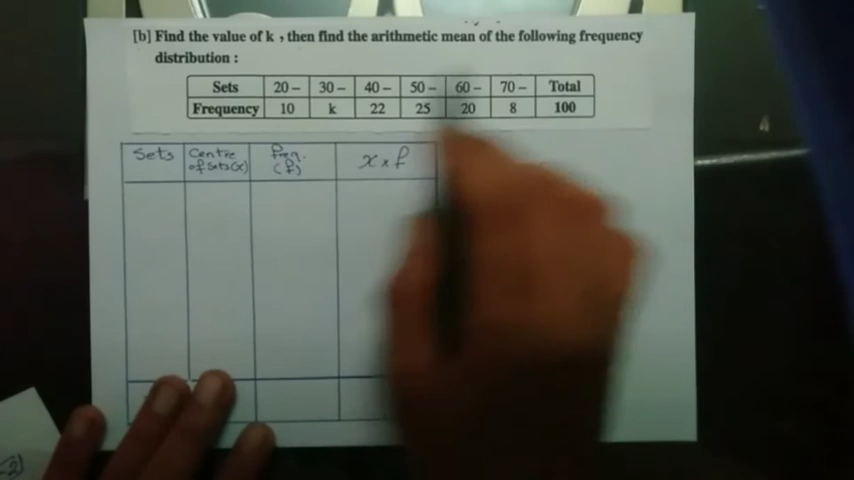 [b] Find the value of k , then find the arithmetic mean of the following frequency
distribution :
Sets 20 – 30 – 40 – 50 – 60 – 70 – Total
Frequency 10 k 22 25 20 8 100
Sets Centre of Sets(x) freq. (f) x × f